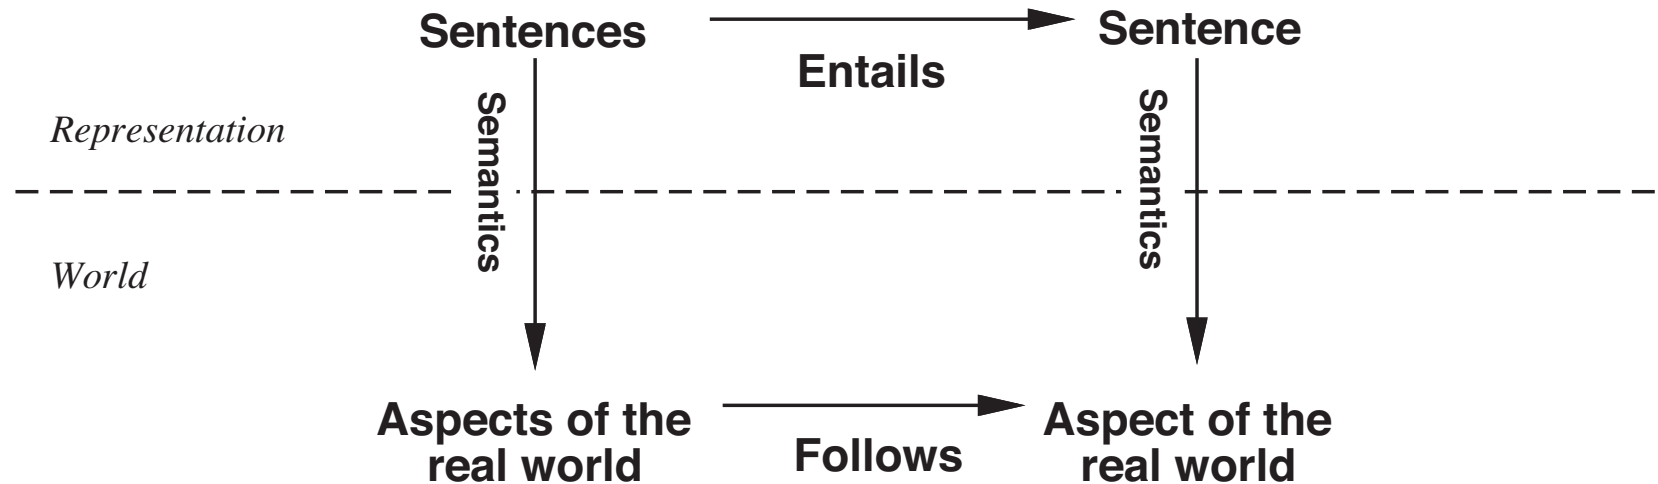 Sentences
Sentence
Entails
Semantics
Semantics
Representation
World
Aspects of the
real world
Follows
Aspect of the
real world